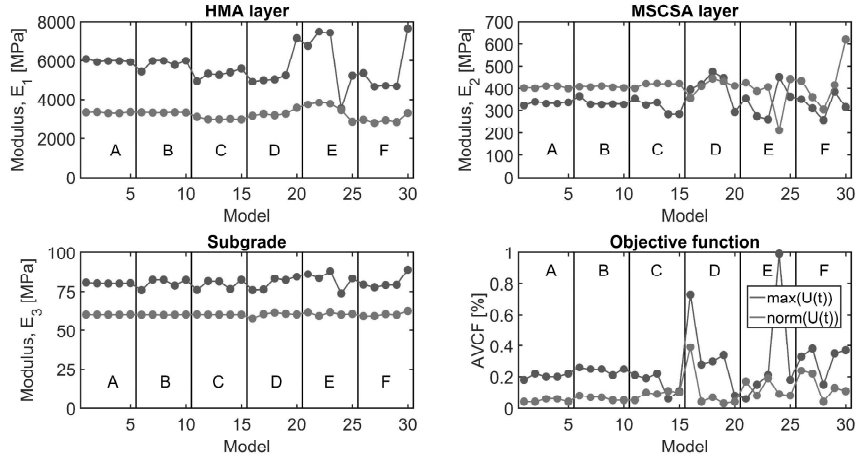 HMA layer
Modulus, E1 [MPa]
8000
6000
4000
2000
0
A B C D E F
5 10 15 20 25 30
Model
MSCSA layer
Modulus, E2 [MPa]
700
600
500
400
300
200
100
0
A B C D E F
5 10 15 20 25 30
Model
Subgrade
Modulus, E3 [MPa]
100
75
50
25
0
A B C D E F
5 10 15 20 25 30
Model
Objective function
AVCF [%]
1
0.8
0.6
0.4
0.2
0
A B C D E F
max(U(t))
norm(U(t))
5 10 15 20 25 30
Model